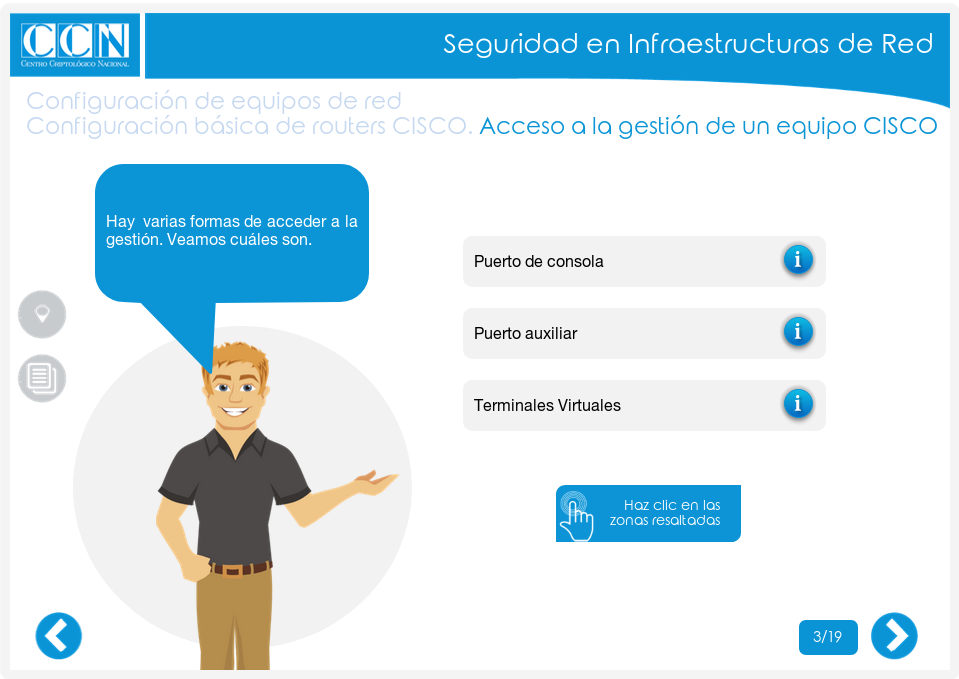 CCN
CENTRO CRIPTOLÓGICO NACIONAL
Seguridad en Infraestructuras de Red
Configuración de equipos de red
Configuración básica de routers CISCO. Acceso a la gestión de un equipo CISCO
Hay varias formas de acceder a la
gestión. Veamos cuáles son.
Puerto de consola
i
Puerto auxiliar
i
Terminales Virtuales
i
Haz clic en las
zonas resaltadas
3/19